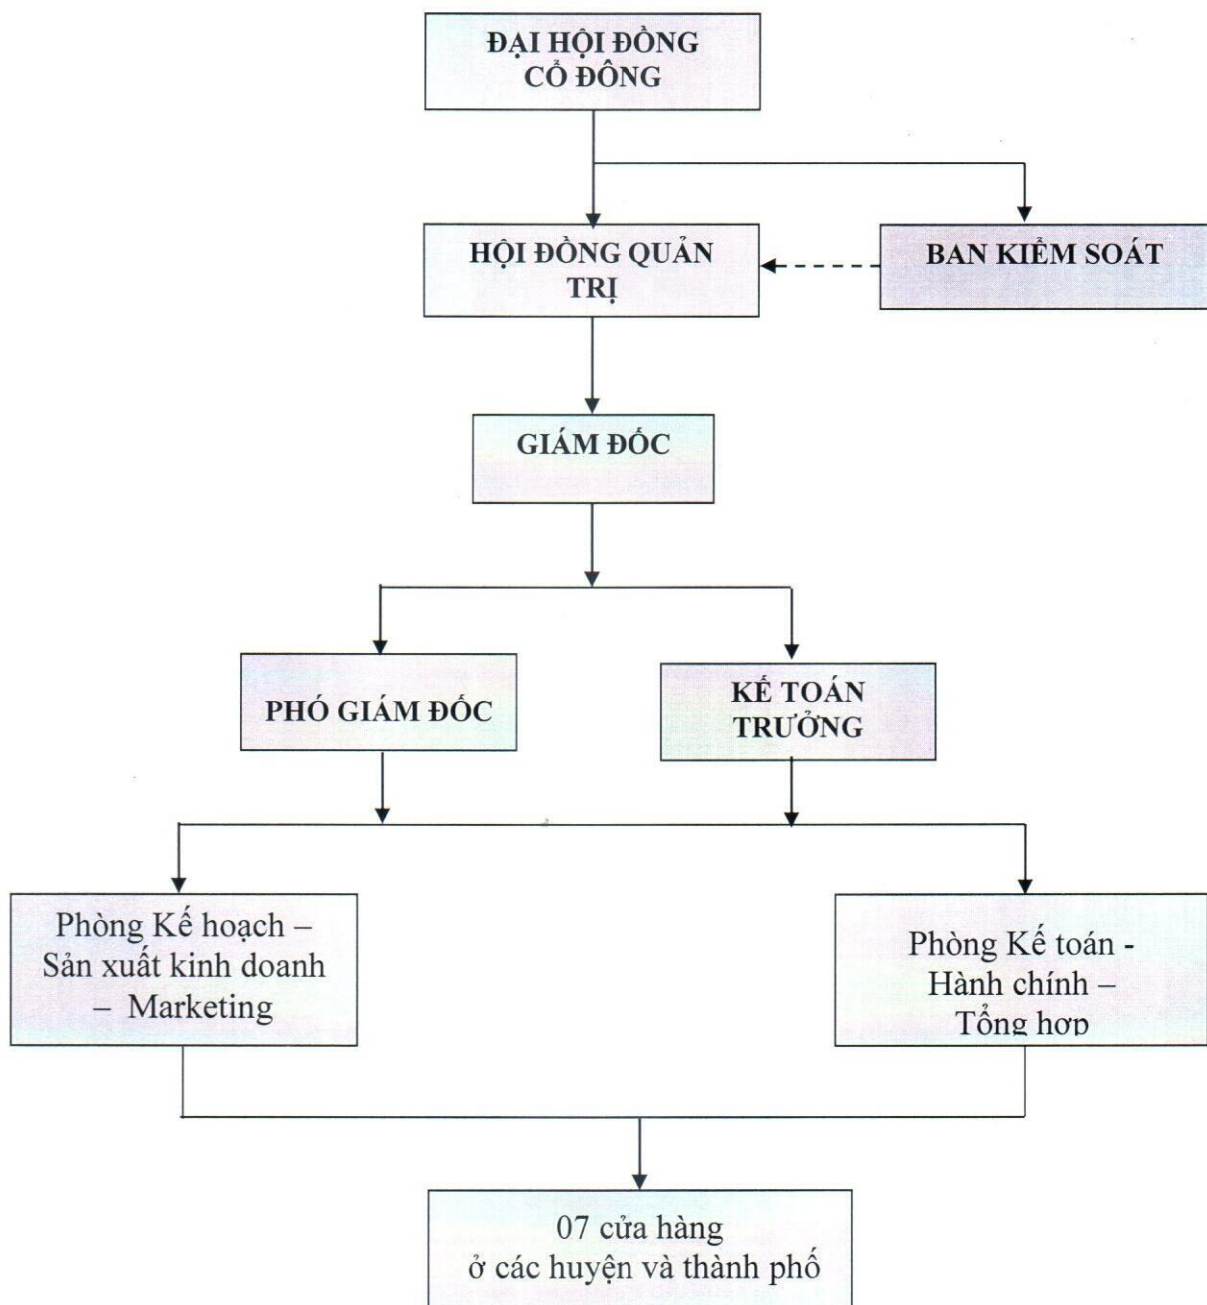 ĐẠI HỘI ĐỒNG
CỔ ĐÔNG
HỘI ĐỒNG QUẢN
TRỊ
BAN KIỂM SOÁT
GIÁM ĐỐC
PHÓ GIÁM ĐỐC
KẾ TOÁN
TRƯỞNG
Phòng Kế hoạch –
Sản xuất kinh doanh
– Marketing
Phòng Kế toán -
Hành chính –
Tổng hợp
07 cửa hàng
ở các huyện và thành phố